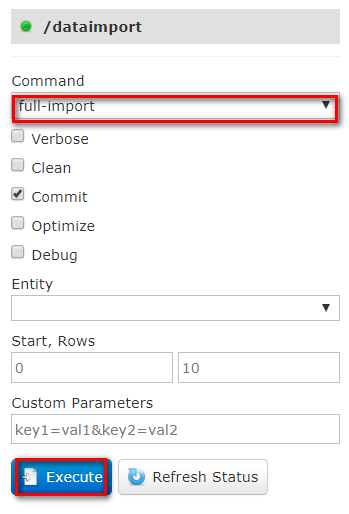 /dataimport
Command
full-import
Verbose
Clean
Commit
Optimize
Debug
Entity
Start, Rows
0 10
Custom Parameters
key1=val1&key2=val2
Execute Refresh Status